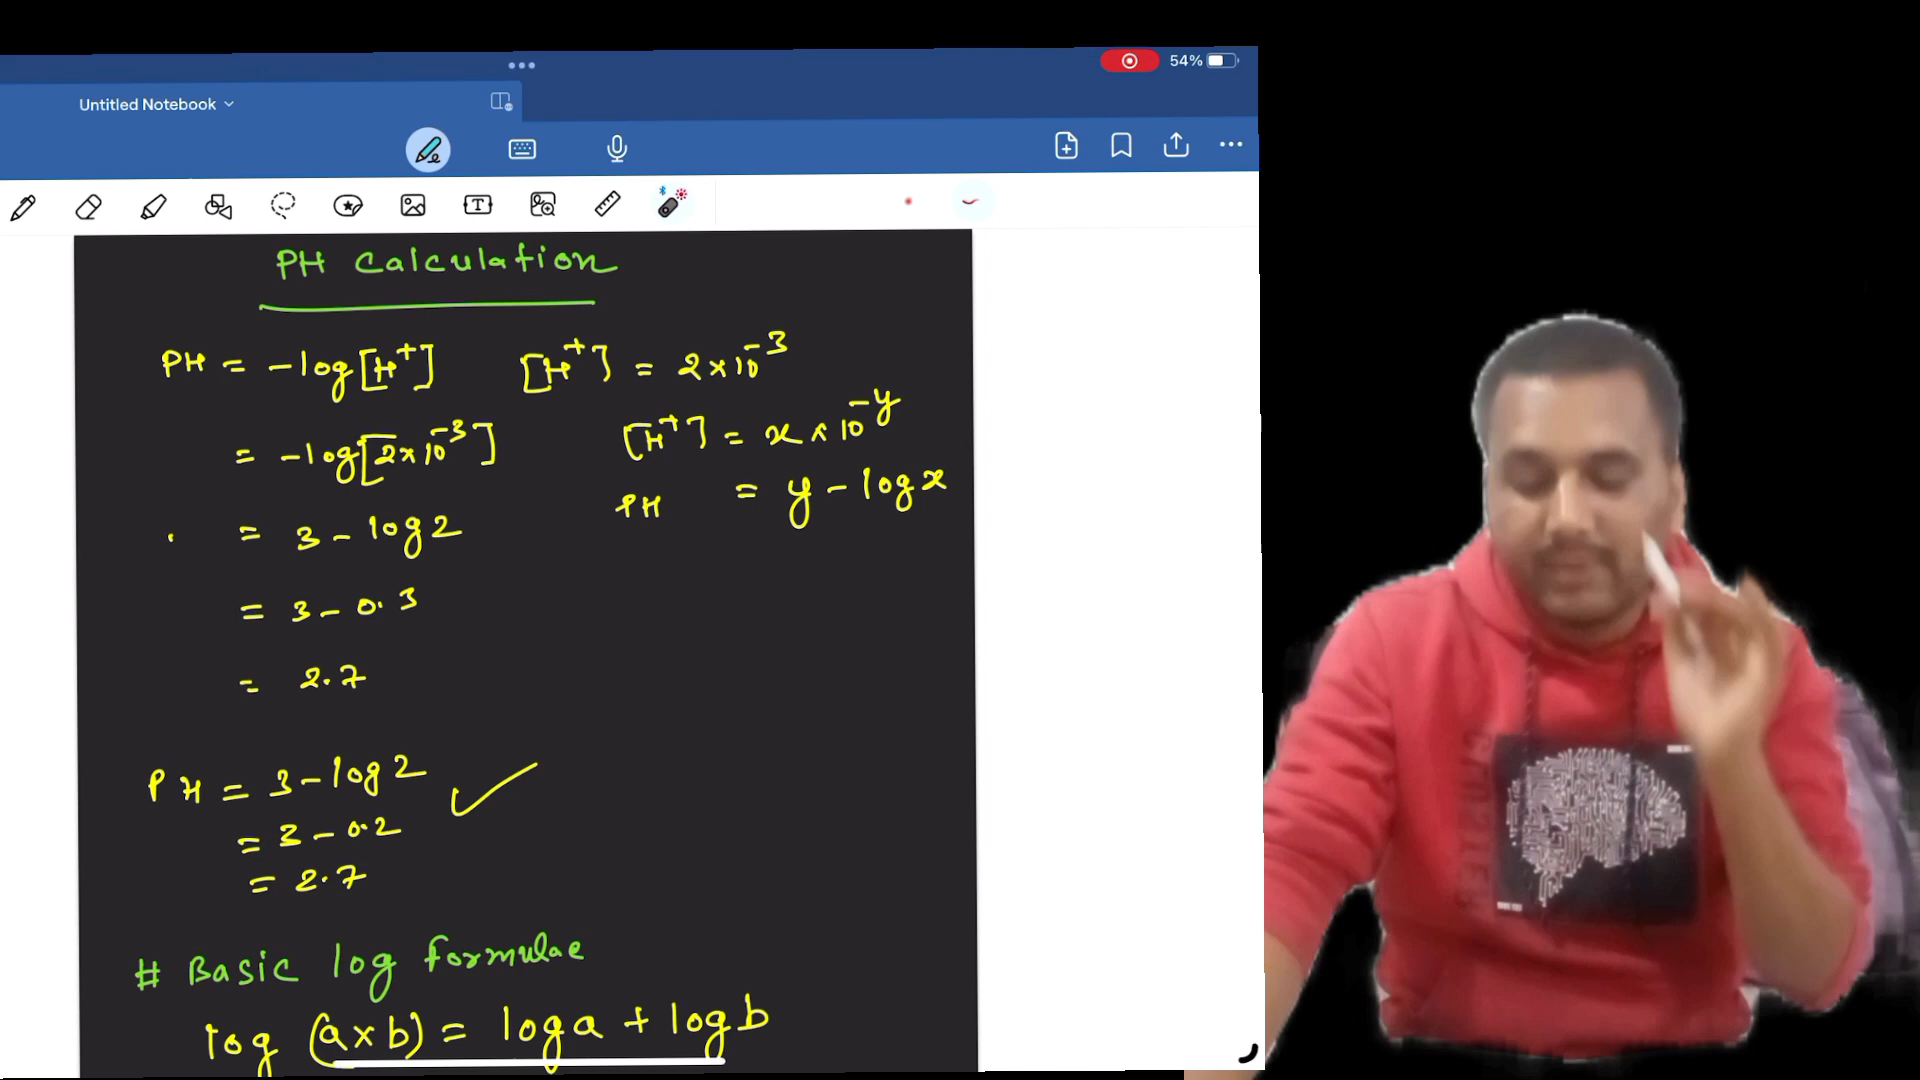 54%
Untitled Notebook
PH Calculation
PH = -log[H⁺] [H⁺] = 2×10⁻³
= -log[2×10⁻³] [H⁺] = x×10⁻ʸ
PH = y - log x
= 3 - log 2
= 3 - 0.3
= 2.7
PH = 3 - log 2 ✓
= 3 - 0.2
= 2.7
# Basic log formulae
log (a×b) = log a + log b